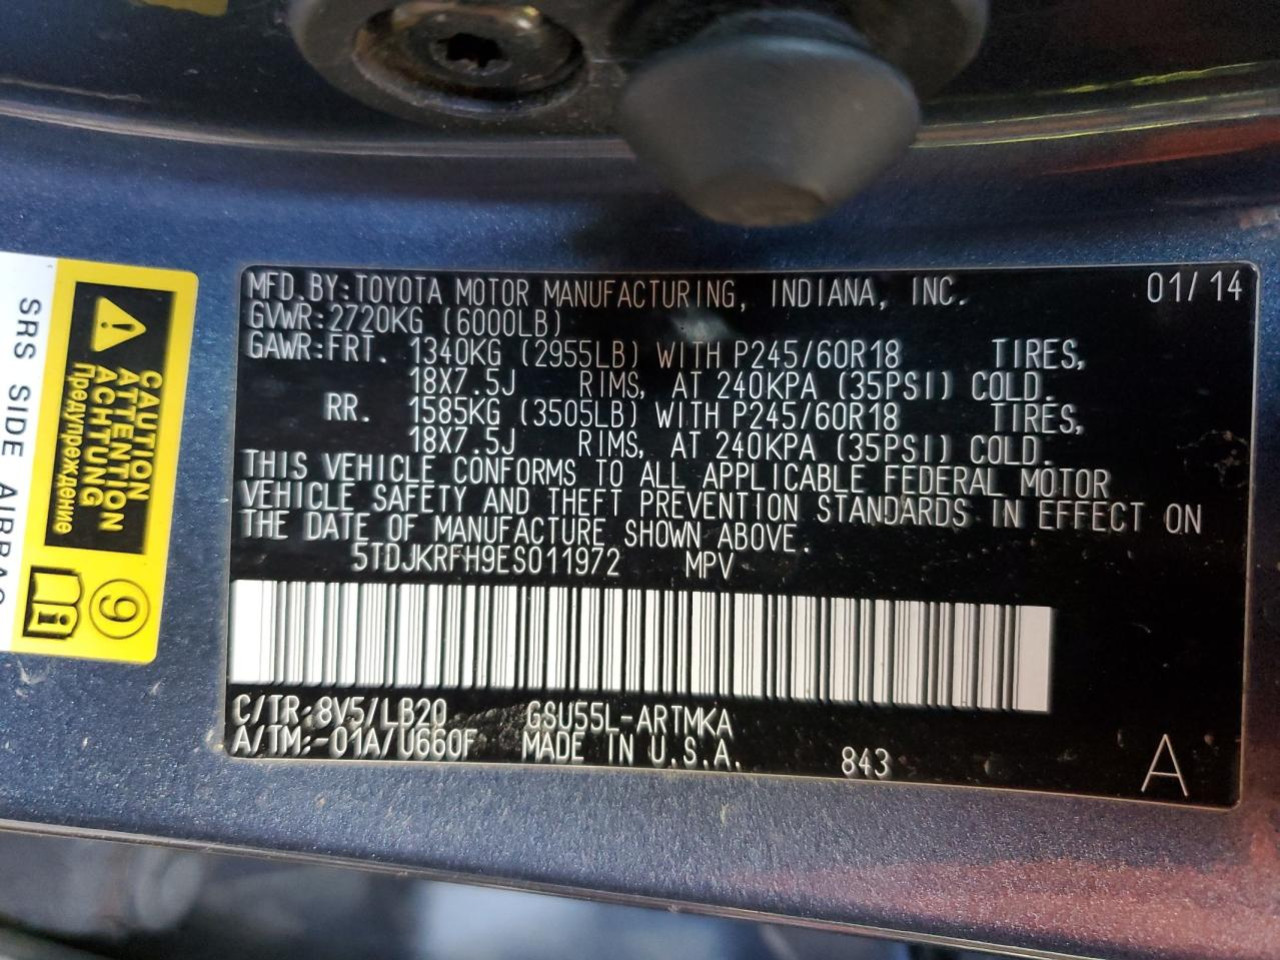 MFD.BY:TOYOTA MOTOR MANUFACTURING, INDIANA, INC. 01/14
GVWR:2720KG (6000LB)
GAWR:FRT. 1340KG (2955LB) WITH P245/60R18 TIRES,
18X7.5J RIMS, AT 240KPA (35PSI) COLD.
RR. 1585KG (3505LB) WITH P245/60R18 TIRES,
18X7.5J RIMS, AT 240KPA (35PSI) COLD.
THIS VEHICLE CONFORMS TO ALL APPLICABLE FEDERAL MOTOR
VEHICLE SAFETY AND THEFT PREVENTION STANDARDS IN EFFECT ON
THE DATE OF MANUFACTURE SHOWN ABOVE.
5TDJKRFH9ES011972 MPV
C/TR:8V5/LB20 GSU55L-ARTMKA
A/TM:-01A/U660F MADE IN U.S.A. 843 A
CAUTION
ATTENTION
ACHTUNG
Предупреждение
9
SRS SIDE AIRBAG